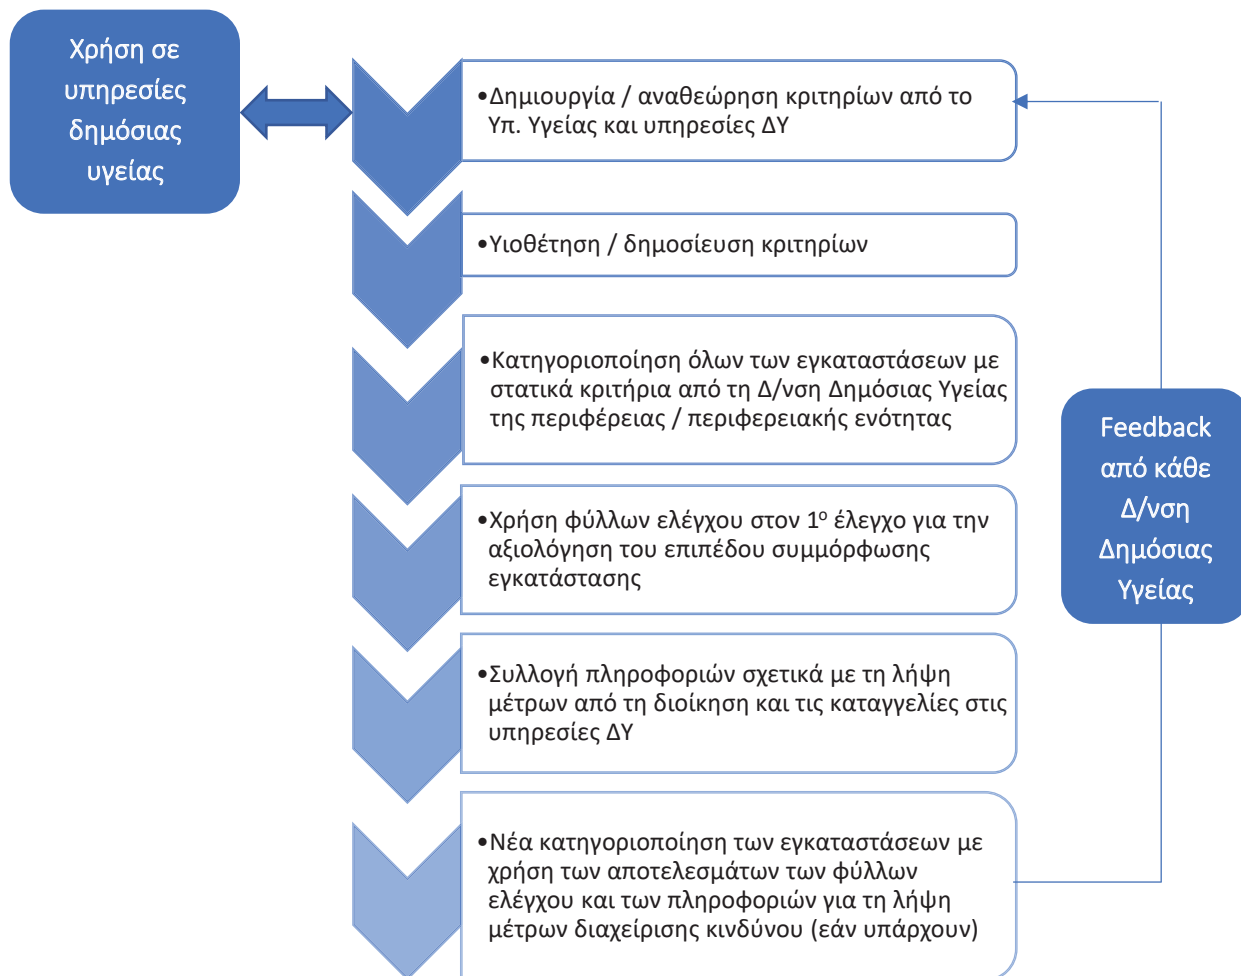 Χρήση σε
υπηρεσίες
δημόσιας
υγείας
•Δημιουργία / αναθεώρηση κριτηρίων από το
Υπ. Υγείας και υπηρεσίες ΔΥ
•Υιοθέτηση / δημοσίευση κριτηρίων
•Κατηγοριοποίηση όλων των εγκαταστάσεων με
στατικά κριτήρια από τη Δ/νση Δημόσιας Υγείας
της περιφέρειας / περιφερειακής ενότητας
•Χρήση φύλλων ελέγχου στον 1ο έλεγχο για την
αξιολόγηση του επιπέδου συμμόρφωσης
εγκατάστασης
•Συλλογή πληροφοριών σχετικά με τη λήψη
μέτρων από τη διοίκηση και τις καταγγελίες στις
υπηρεσίες ΔΥ
•Νέα κατηγοριοποίηση των εγκαταστάσεων με
χρήση των αποτελεσμάτων των φύλλων
ελέγχου και των πληροφοριών για τη λήψη
μέτρων διαχείρισης κινδύνου (εάν υπάρχουν)
Feedback
από κάθε
Δ/νση
Δημόσιας
Υγείας